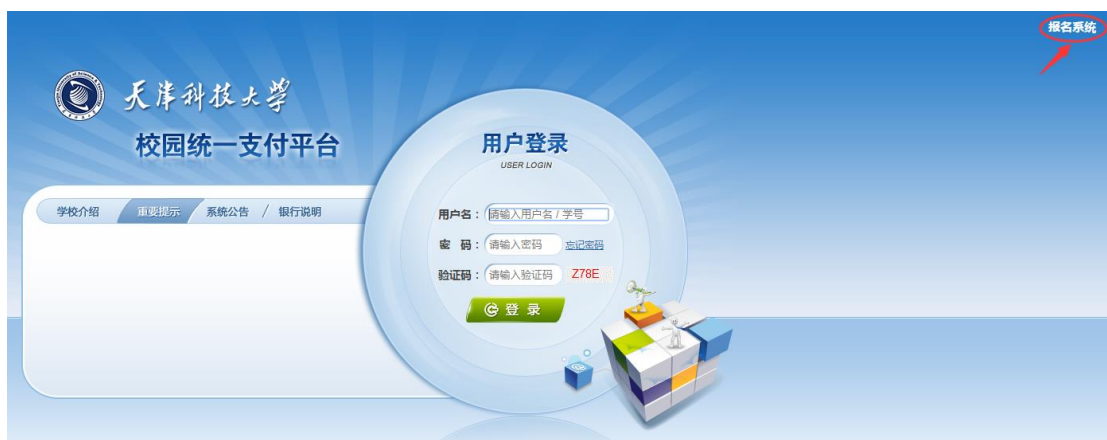 报名系统
天津科技大学
校园统一支付平台
用户登录
USER LOGIN
学校介绍 重要提示 系统公告 / 银行说明
用户名： 请输入用户名 / 学号
密 码： 请输入密码 忘记密码
验证码： 请输入验证码 Z78E
登 录